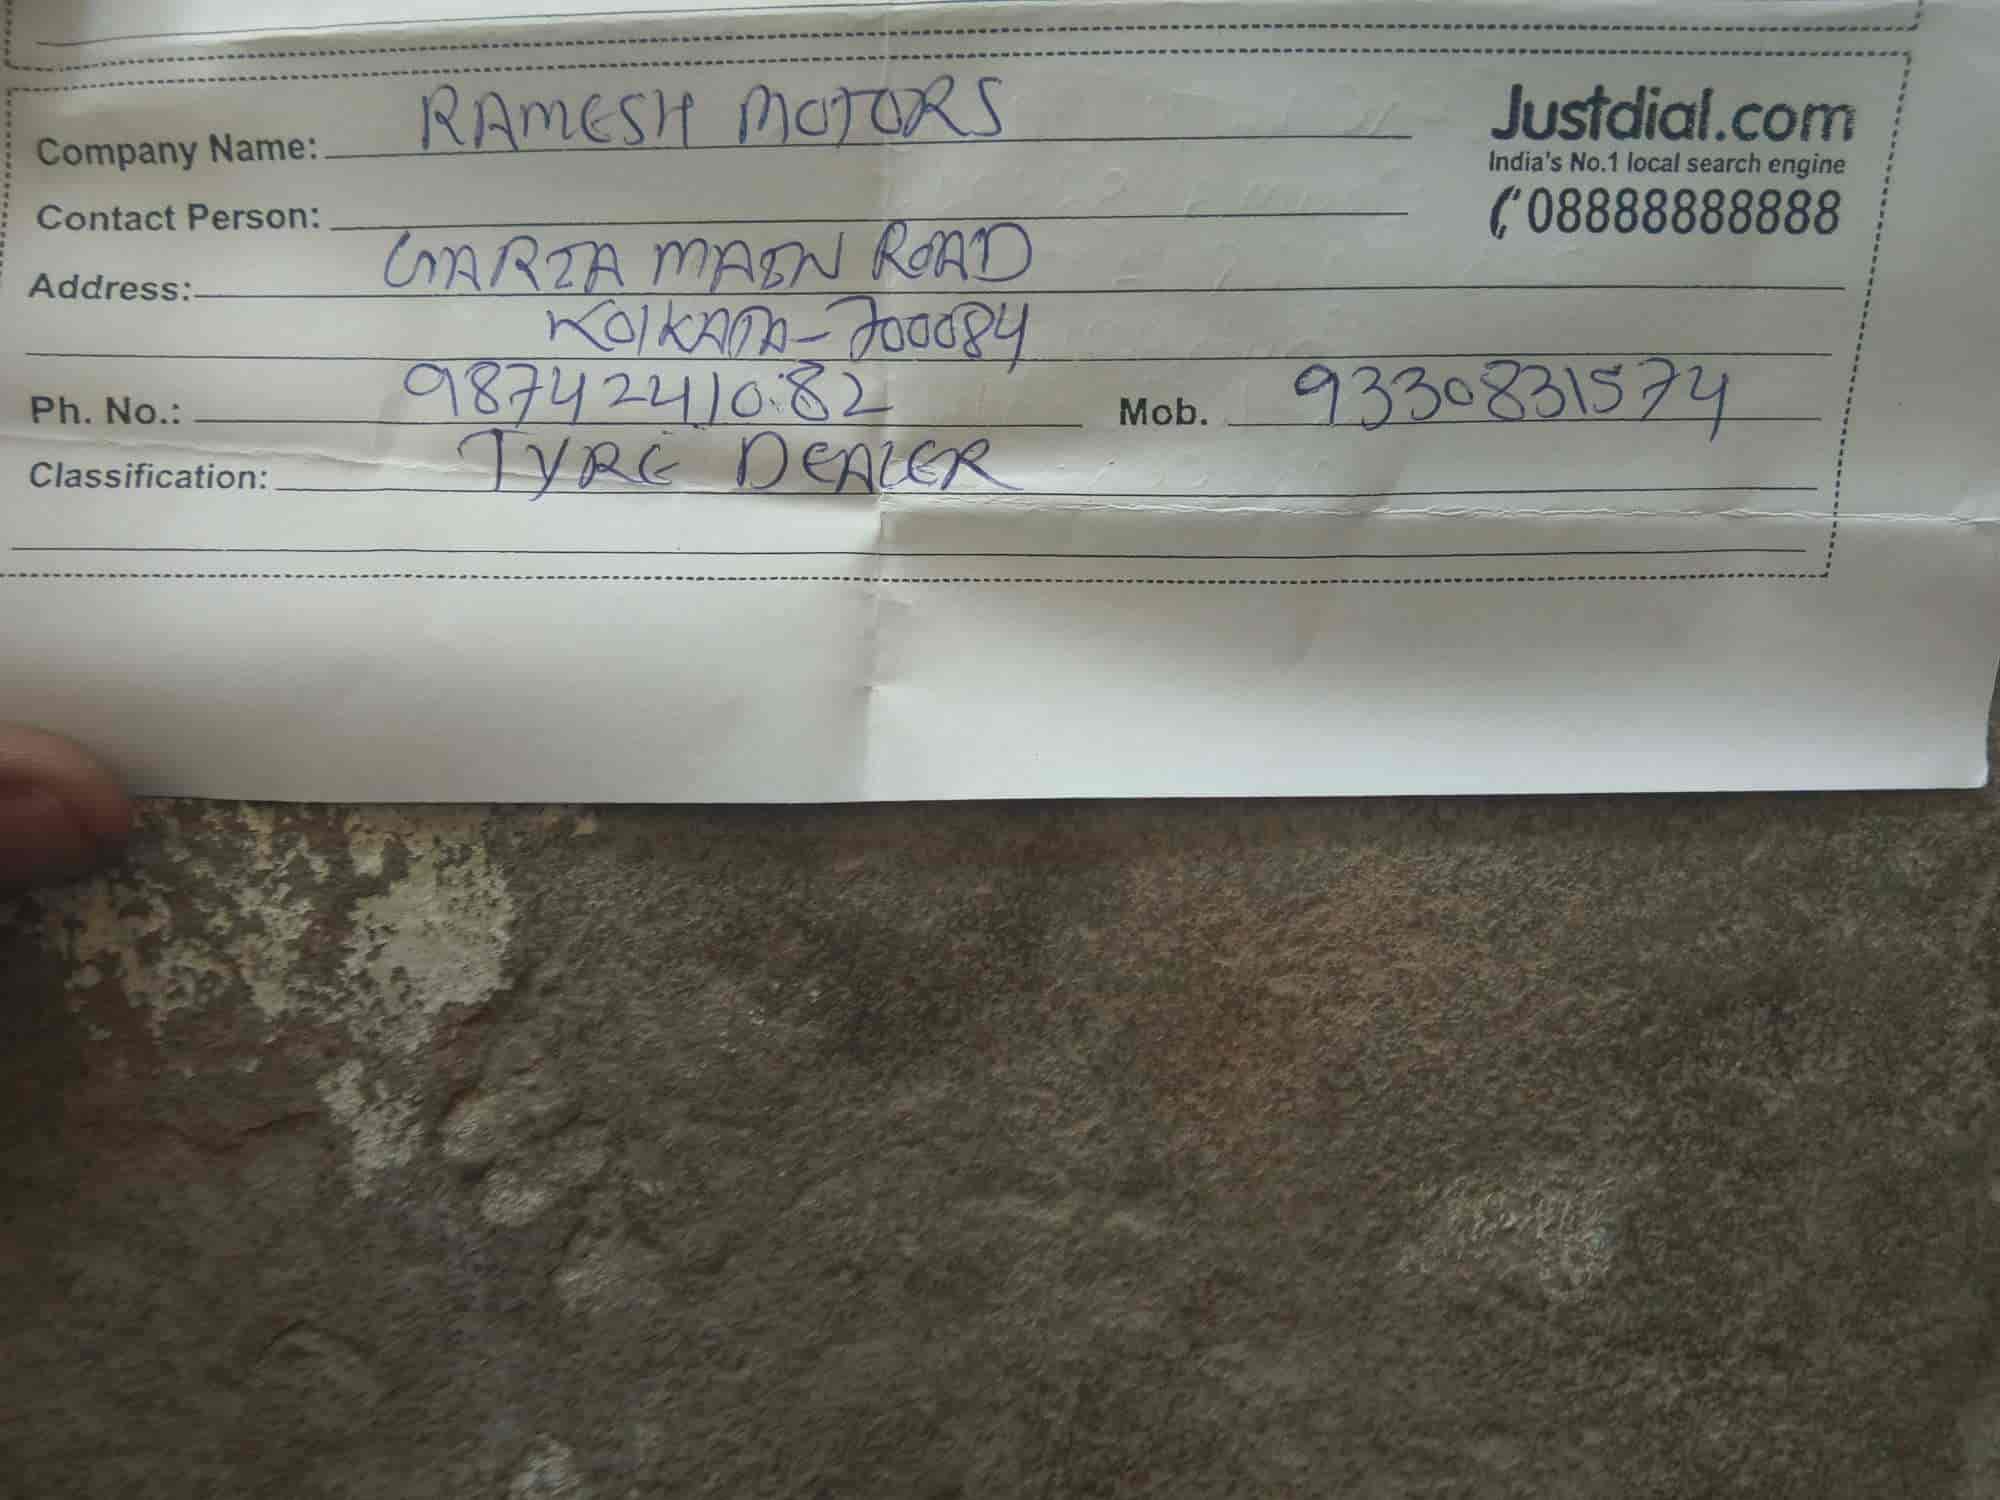 Company Name: RAMESH MOTORS
Justdial.com
India's No.1 local search engine
08888888888
Contact Person:
Address: GARIA MAIN ROAD
KOlKATA-700084
Ph. No.: 9874241082
Mob. 9330831574
Classification: TYRE DEALER